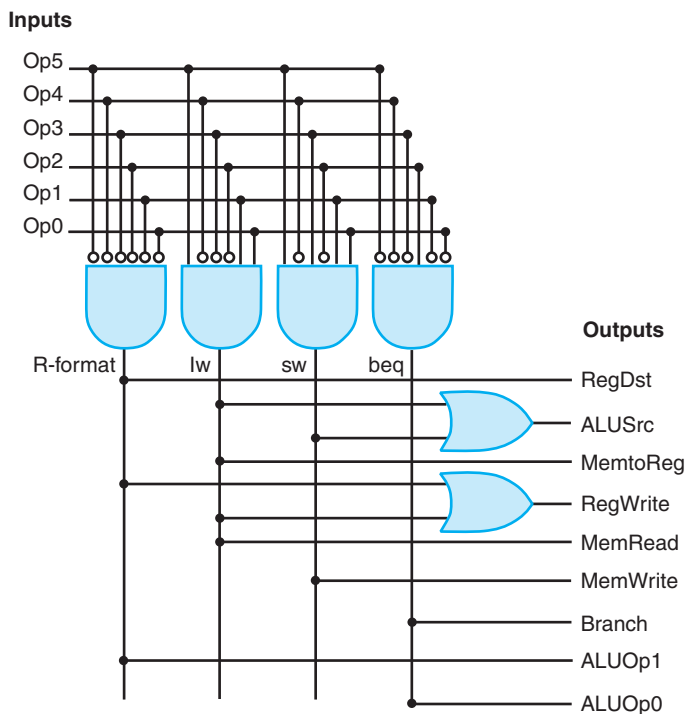 Inputs
Op5
Op4
Op3
Op2
Op1
Op0
Outputs
R-format
lw
sw
beq
RegDst
ALUSrc
MemtoReg
RegWrite
MemRead
MemWrite
Branch
ALUOp1
ALUOp0